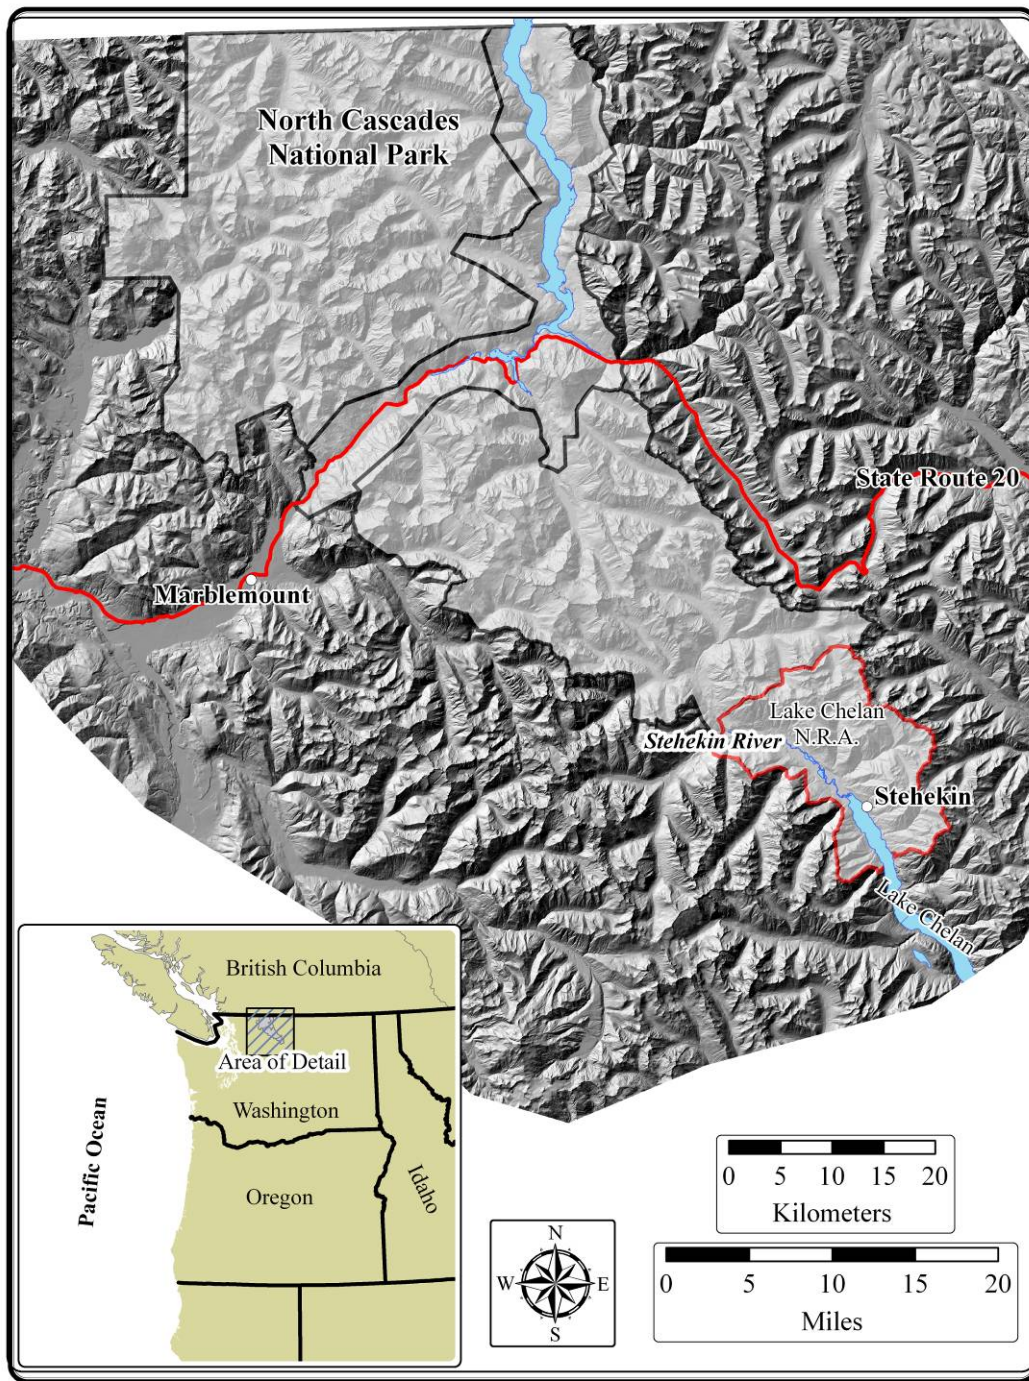 North Cascades
National Park
State Route 20
Marblemount
Lake Chelan
N.R.A.
Stehekin River
Stehekin
Lake Chelan
British Columbia
Area of Detail
Washington
Pacific Ocean
Oregon
Idaho
N
W E
S
0 5 10 15 20
Kilometers
0 5 10 15 20
Miles